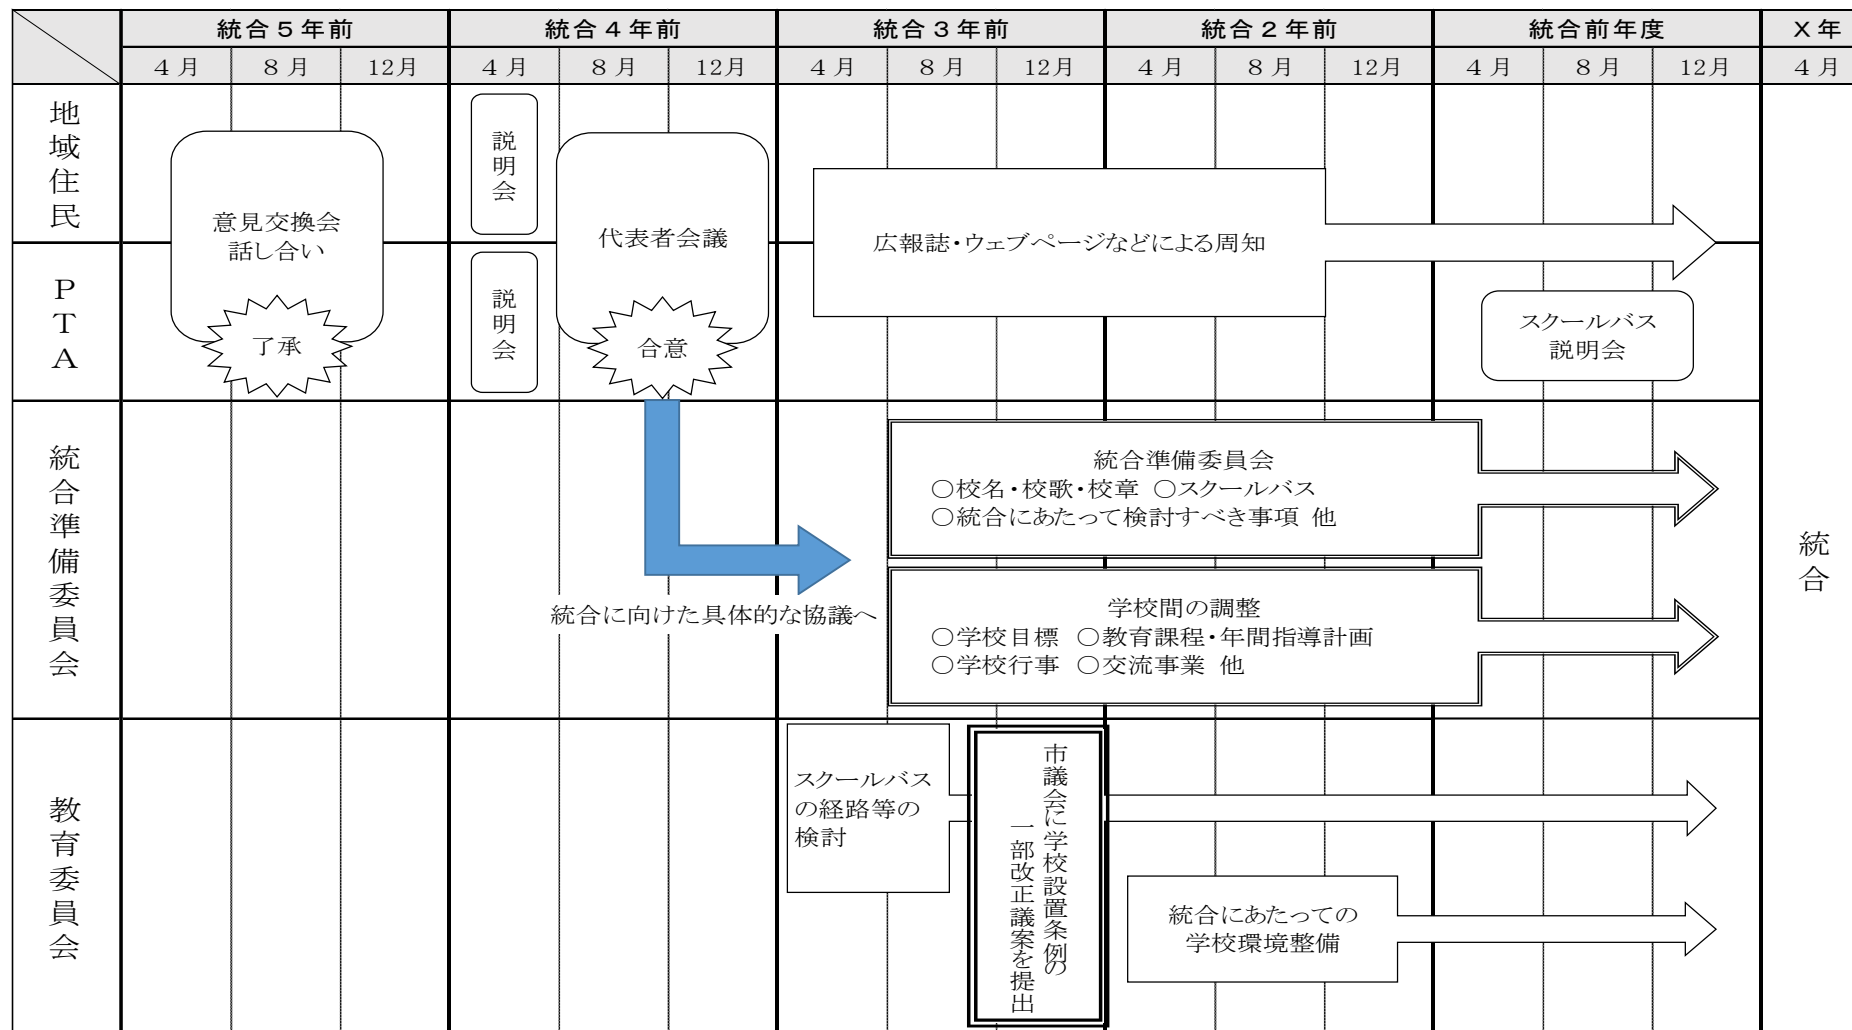 統合５年前
統合４年前
統合３年前
統合２年前
統合前年度
X年
４月
８月
12月
４月
８月
12月
４月
８月
12月
４月
８月
12月
４月
８月
12月
４月
地域住民
意見交換会
話し合い
説明会
代表者会議
広報誌・ウェブページなどによる周知
PTA
了承
説明会
合意
スクールバス
説明会
統合準備委員会
統合に向けた具体的な協議へ
統合準備委員会
○校名・校歌・校章 ○スクールバス
○統合にあたって検討すべき事項 他
学校間の調整
○学校目標 ○教育課程・年間指導計画
○学校行事 ○交流事業 他
教育委員会
スクールバス
の経路等の
検討
市議会に学校設置条例の
一部改正議案を提出
統合にあたっての
学校環境整備
統合